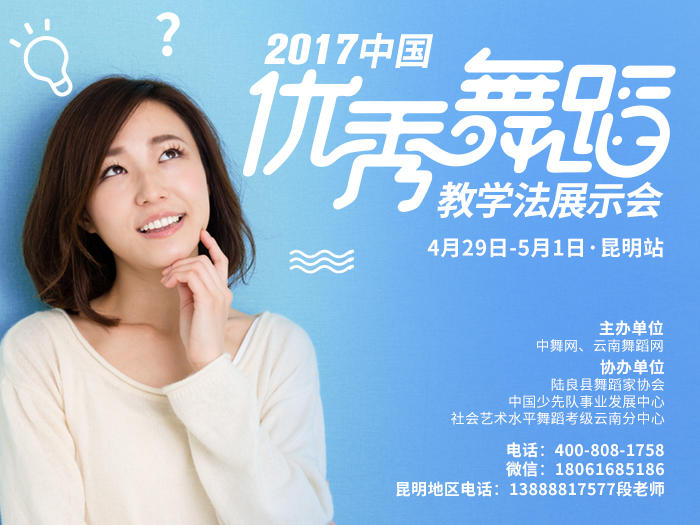 ?
2017中国
优秀舞蹈
教学法展示会
4月29日-5月1日·昆明站
主办单位
中舞网、云南舞蹈网
协办单位
陆良县舞蹈家协会
中国少先队事业发展中心
社会艺术水平舞蹈考级云南分中心
电话：400-808-1758
微信：18061685186
昆明地区电话：13888817577段老师